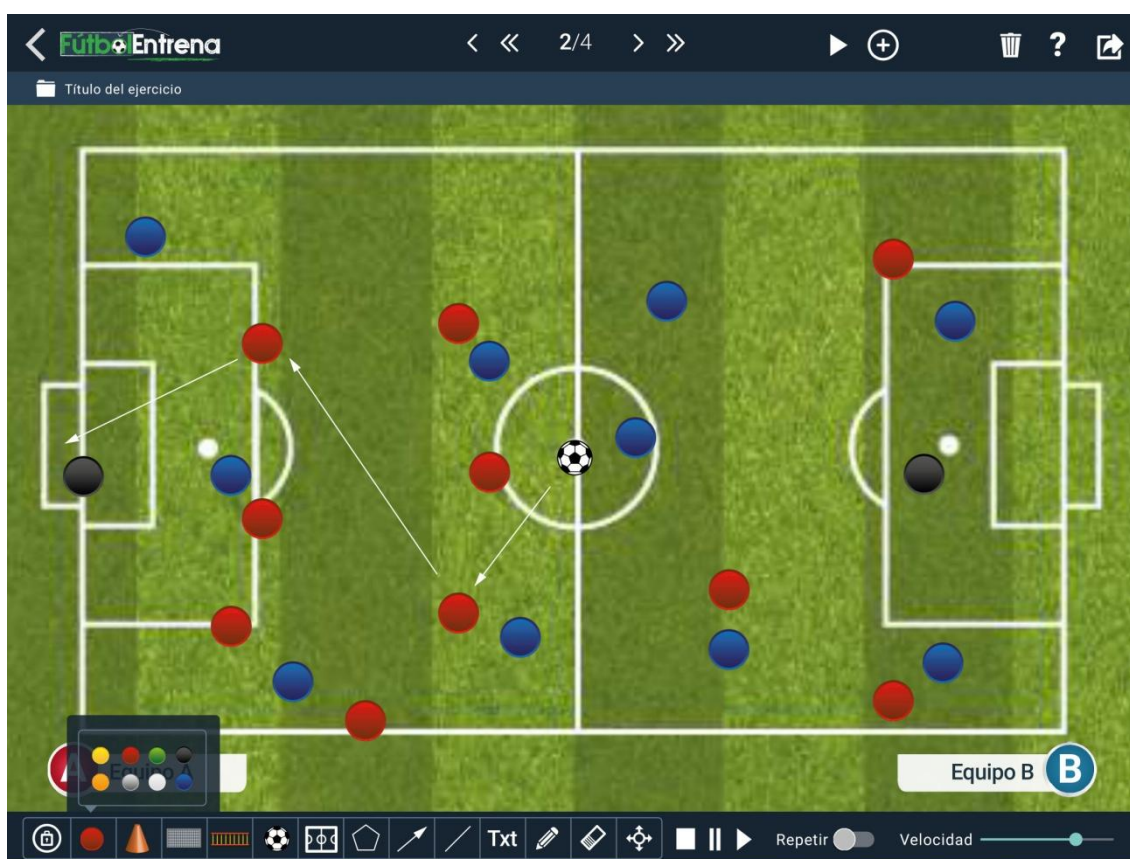 FútbolEntrena
2/4
?
Título del ejercicio
A Equipo A
Equipo B B
Txt
Repetir
Velocidad